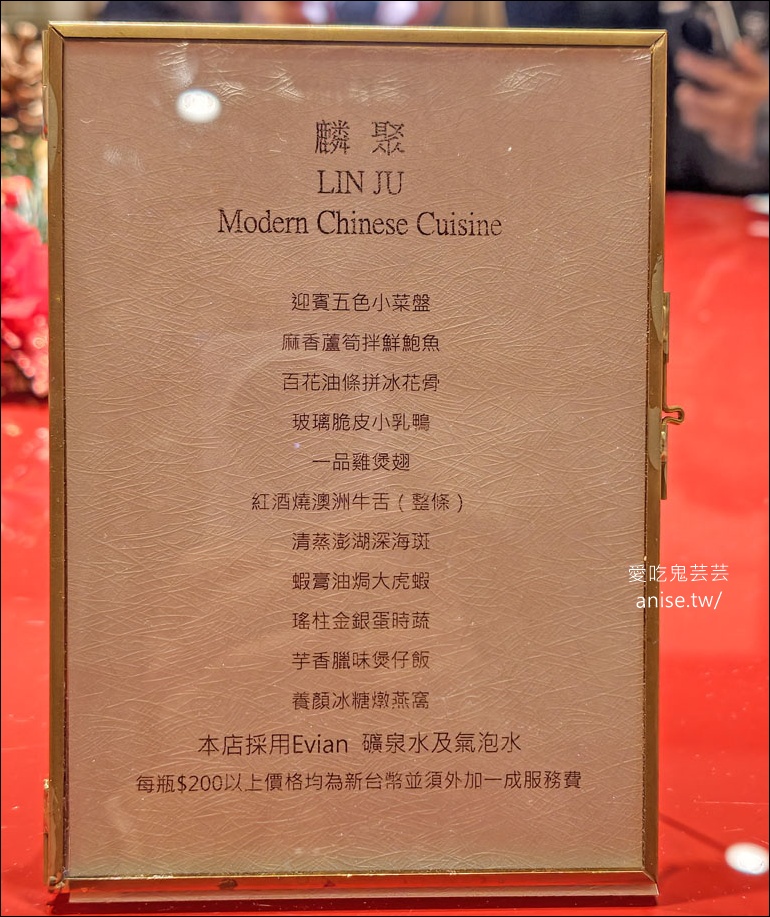 麟聚
LIN JU
Modern Chinese Cuisine
迎賓五色小菜盤
麻香蘆筍拌鮮鮑魚
百花油條拼冰花骨
玻璃脆皮小乳鴨
一品雞煲翅
紅酒燒澳洲牛舌（整條）
清蒸澎湖深海斑
蝦膏油焗大虎蝦
瑤柱金銀蛋時蔬
芋香臘味煲仔飯
養顏冰糖燉燕窩
本店採用Evian 礦泉水及氣泡水
每瓶$200以上價格均為新台幣並須外加一成服務費
愛吃鬼芸芸
anise.tw/